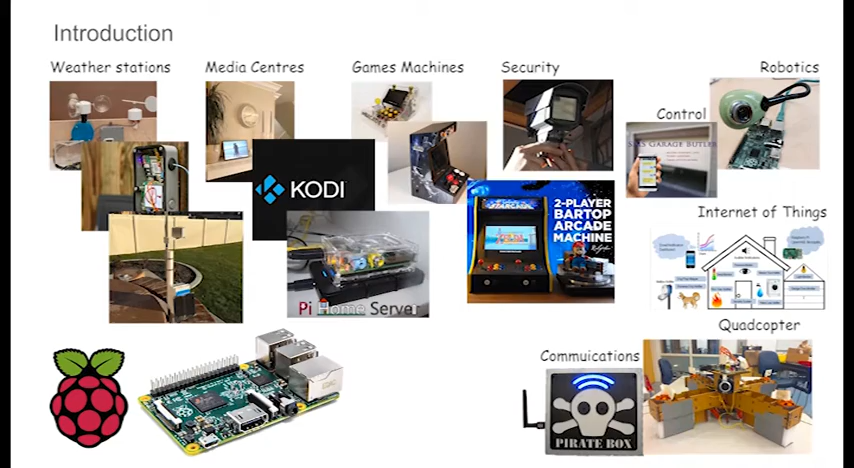 Introduction
Weather stations
Media Centres
Games Machines
Security
Robotics
Control
GARAGE BUTLER
KODI
2-PLAYER
BARTOP
ARCADE
MACHINE
Internet of Things
Pi Home Server
Quadcopter
Commuications
PIRATE BOX